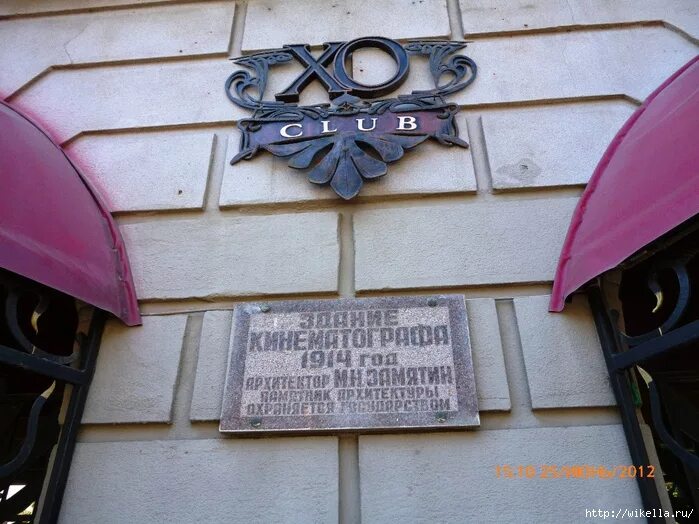 XO
CLUB
ЗДАНИЕ
КИНЕМАТОГРАФА
1914 ГОД
АРХИТЕКТОР М.Н.ЗАМЯТИН
ПАМЯТНИК АРХИТЕКТУРЫ
ОХРАНЯЕТСЯ ГОСУДАРСТВОМ
15:18 25/ИЮНЬ/2012
http://wikella.ru/